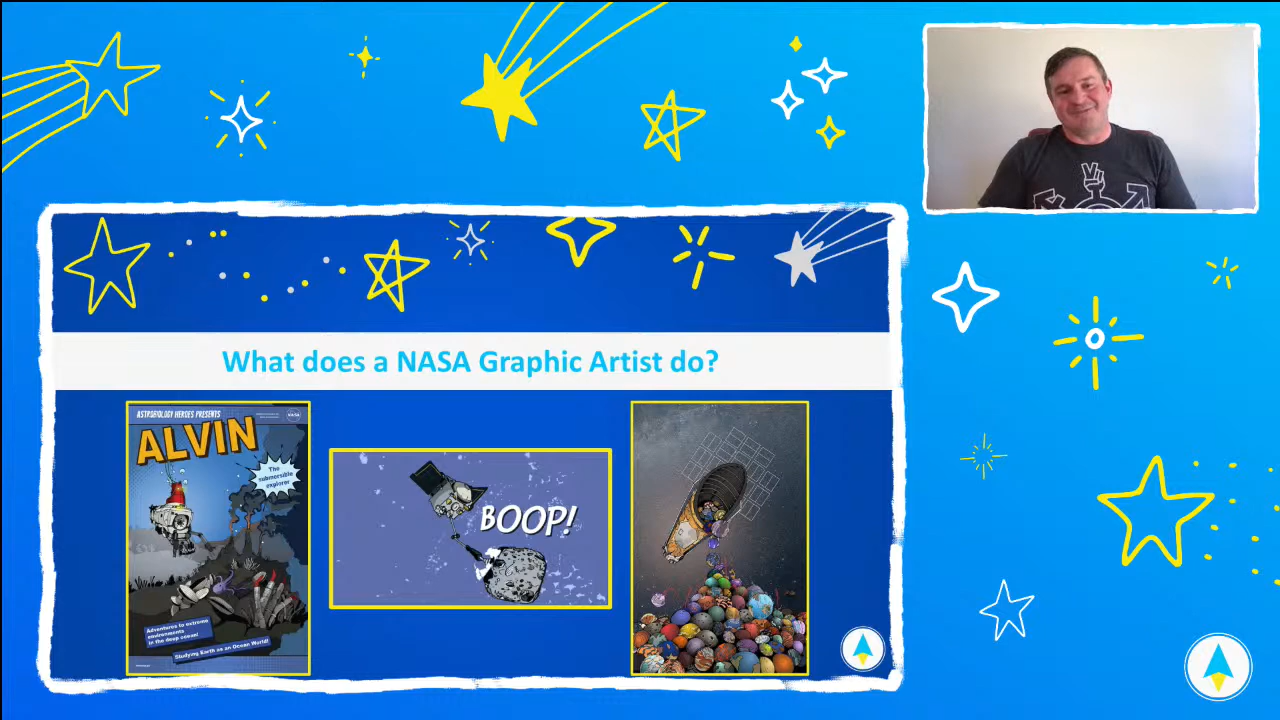 What does a NASA Graphic Artist do?
ASTROBIOLOGY HEROES PRESENTS
NASA
ALVIN
The
submersible
explorer
Adventures to extreme
environments
in the deep ocean!
Studying Earth as an Ocean World!
BOOP!